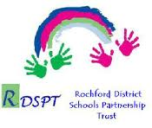 RDSPT
Rochford District
Schools Partnership
Trust